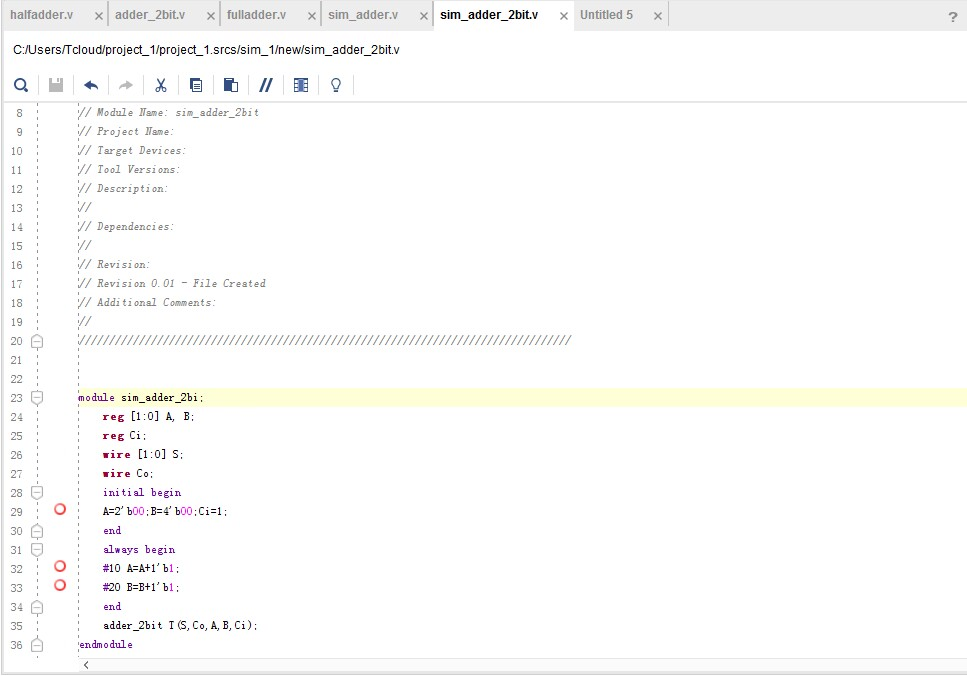 halfadder.v × adder_2bit.v × fulladder.v × sim_adder.v × sim_adder_2bit.v × Untitled 5 × ?
C:/Users/Tcloud/project_1/project_1.srcs/sim_1/new/sim_adder_2bit.v
8 // Module Name: sim_adder_2bit
9 // Project Name:
10 // Target Devices:
11 // Tool Versions:
12 // Description:
13 //
14 // Dependencies:
15 //
16 // Revision:
17 // Revision 0.01 - File Created
18 // Additional Comments:
19 //
20 //////////////////////////////////////////////////////////////////////////////////
21
22
23 module sim_adder_2bi;
24 reg [1:0] A, B;
25 reg Ci;
26 wire [1:0] S;
27 wire Co;
28 initial begin
29 A=2'b00;B=4'b00;Ci=1;
30 end
31 always begin
32 #10 A=A+1'b1;
33 #20 B=B+1'b1;
34 end
35 adder_2bit T(S,Co,A,B,Ci);
36 endmodule